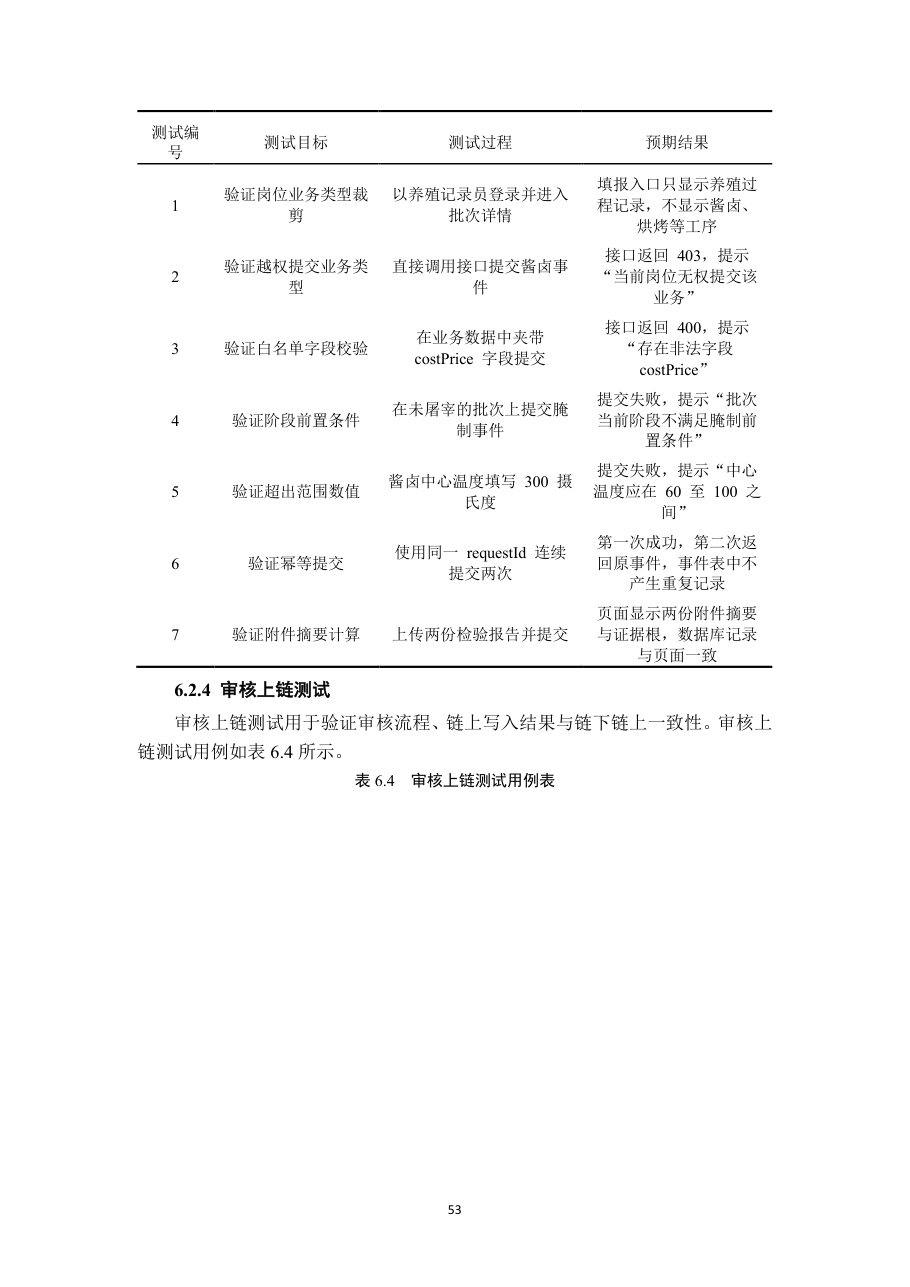 测试编
号
测试目标
测试过程
预期结果
1
验证岗位业务类型裁
剪
以养殖记录员登录并进入
批次详情
填报入口只显示养殖过
程记录，不显示酱卤、
烘烤等工序
2
验证越权提交业务类
型
直接调用接口提交酱卤事
件
接口返回 403，提示
“当前岗位无权提交该
业务”
3
验证白名单字段校验
在业务数据中夹带
costPrice 字段提交
接口返回 400，提示
“存在非法字段
costPrice”
4
验证阶段前置条件
在未屠宰的批次上提交腌
制事件
提交失败，提示“批次
当前阶段不满足腌制前
置条件”
5
验证超出范围数值
酱卤中心温度填写 300 摄
氏度
提交失败，提示“中心
温度应在 60 至 100 之
间”
6
验证幂等提交
使用同一 requestId 连续
提交两次
第一次成功，第二次返
回原事件，事件表中不
产生重复记录
7
验证附件摘要计算
上传两份检验报告并提交
页面显示两份附件摘要
与证据根，数据库记录
与页面一致
6.2.4 审核上链测试
审核上链测试用于验证审核流程、链上写入结果与链下链上一致性。审核上
链测试用例如表 6.4 所示。
表 6.4 审核上链测试用例表
53